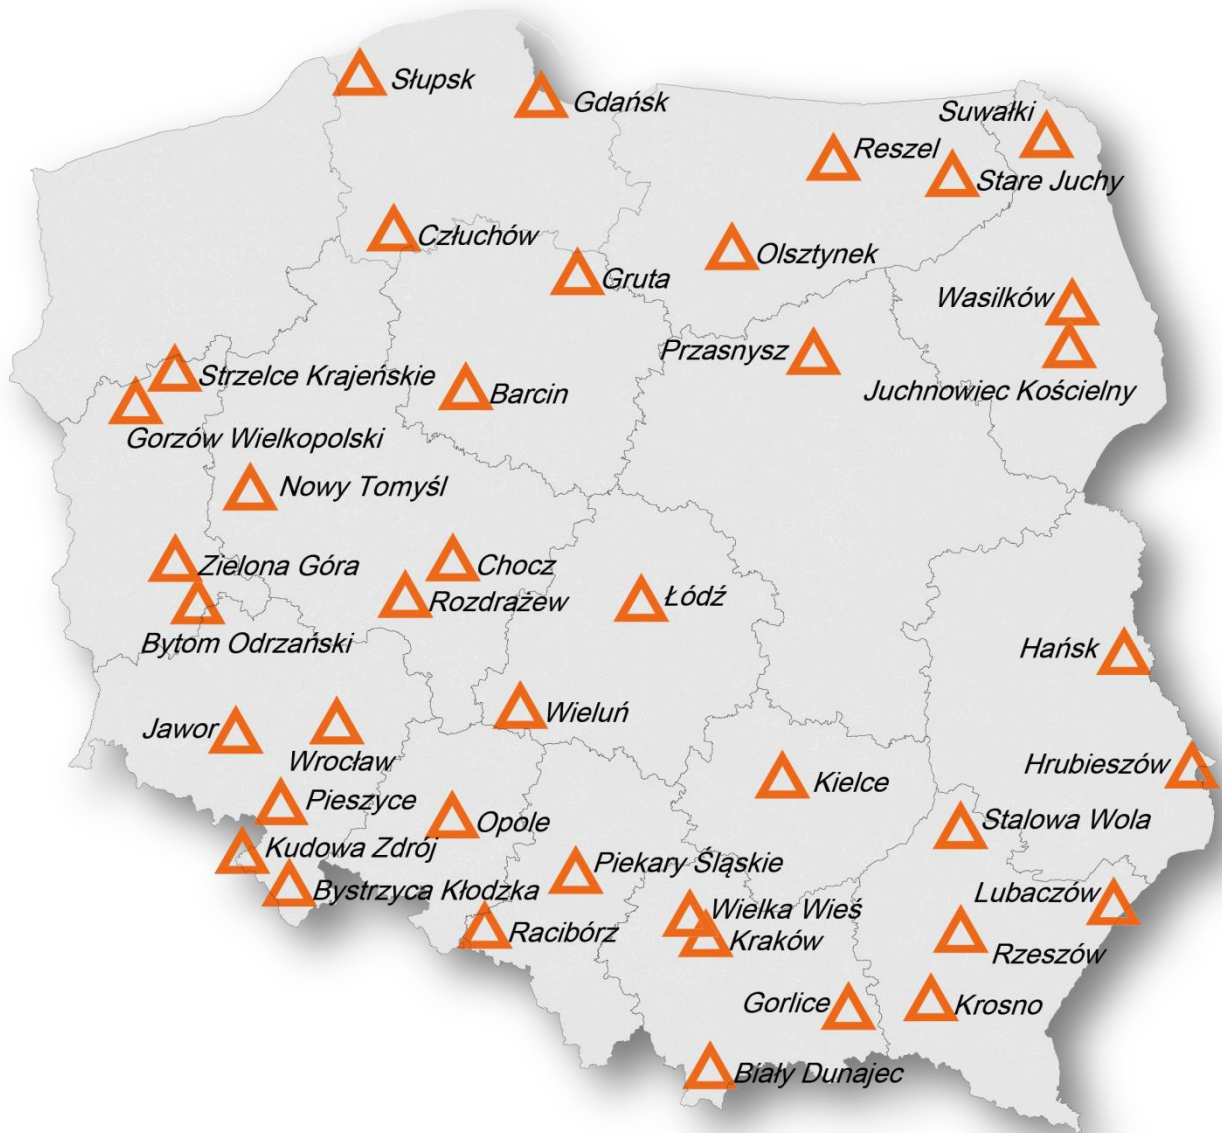 Słupsk
Gdańsk
Suwałki
Reszel
Stare Juchy
Człuchów
Olsztynek
Gruta
Wasilków
Przasnysz
Strzelce Krajeńskie
Barcin
Juchnowiec Kościelny
Gorzów Wielkopolski
Nowy Tomyśl
Zielona Góra
Chocz
Rozdrażew
Łódź
Bytom Odrzański
Hańsk
Wieluń
Jawor
Wrocław
Hrubieszów
Kielce
Pieszyce
Opole
Stalowa Wola
Kudowa Zdrój
Piekary Śląskie
Bystrzyca Kłodzka
Lubaczów
Wielka Wieś
Racibórz
Kraków
Rzeszów
Gorlice
Krosno
Biały Dunajec